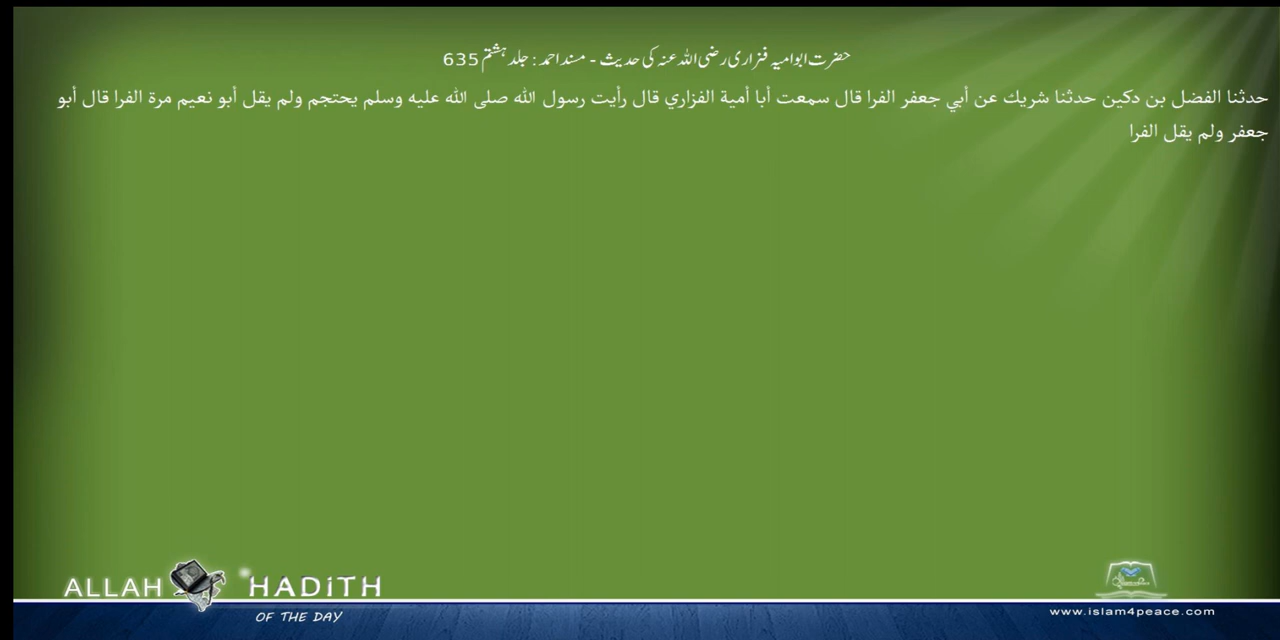 حضرت ابوامیہ فزاری رضی اللہ عنہ کی حدیث - مسند احمد : جلد ہشتم 635
حدثنا الفضل بن دكين حدثنا شريك عن أبي جعفر الفرا قال سمعت أبا أمية الفزاري قال رأيت رسول الله صلى الله عليه وسلم يحتجم ولم يقل أبو نعيم مرة الفرا قال أبو
جعفر ولم يقل الفرا
ALLAH HADITH
OF THE DAY
www.islam4peace.com